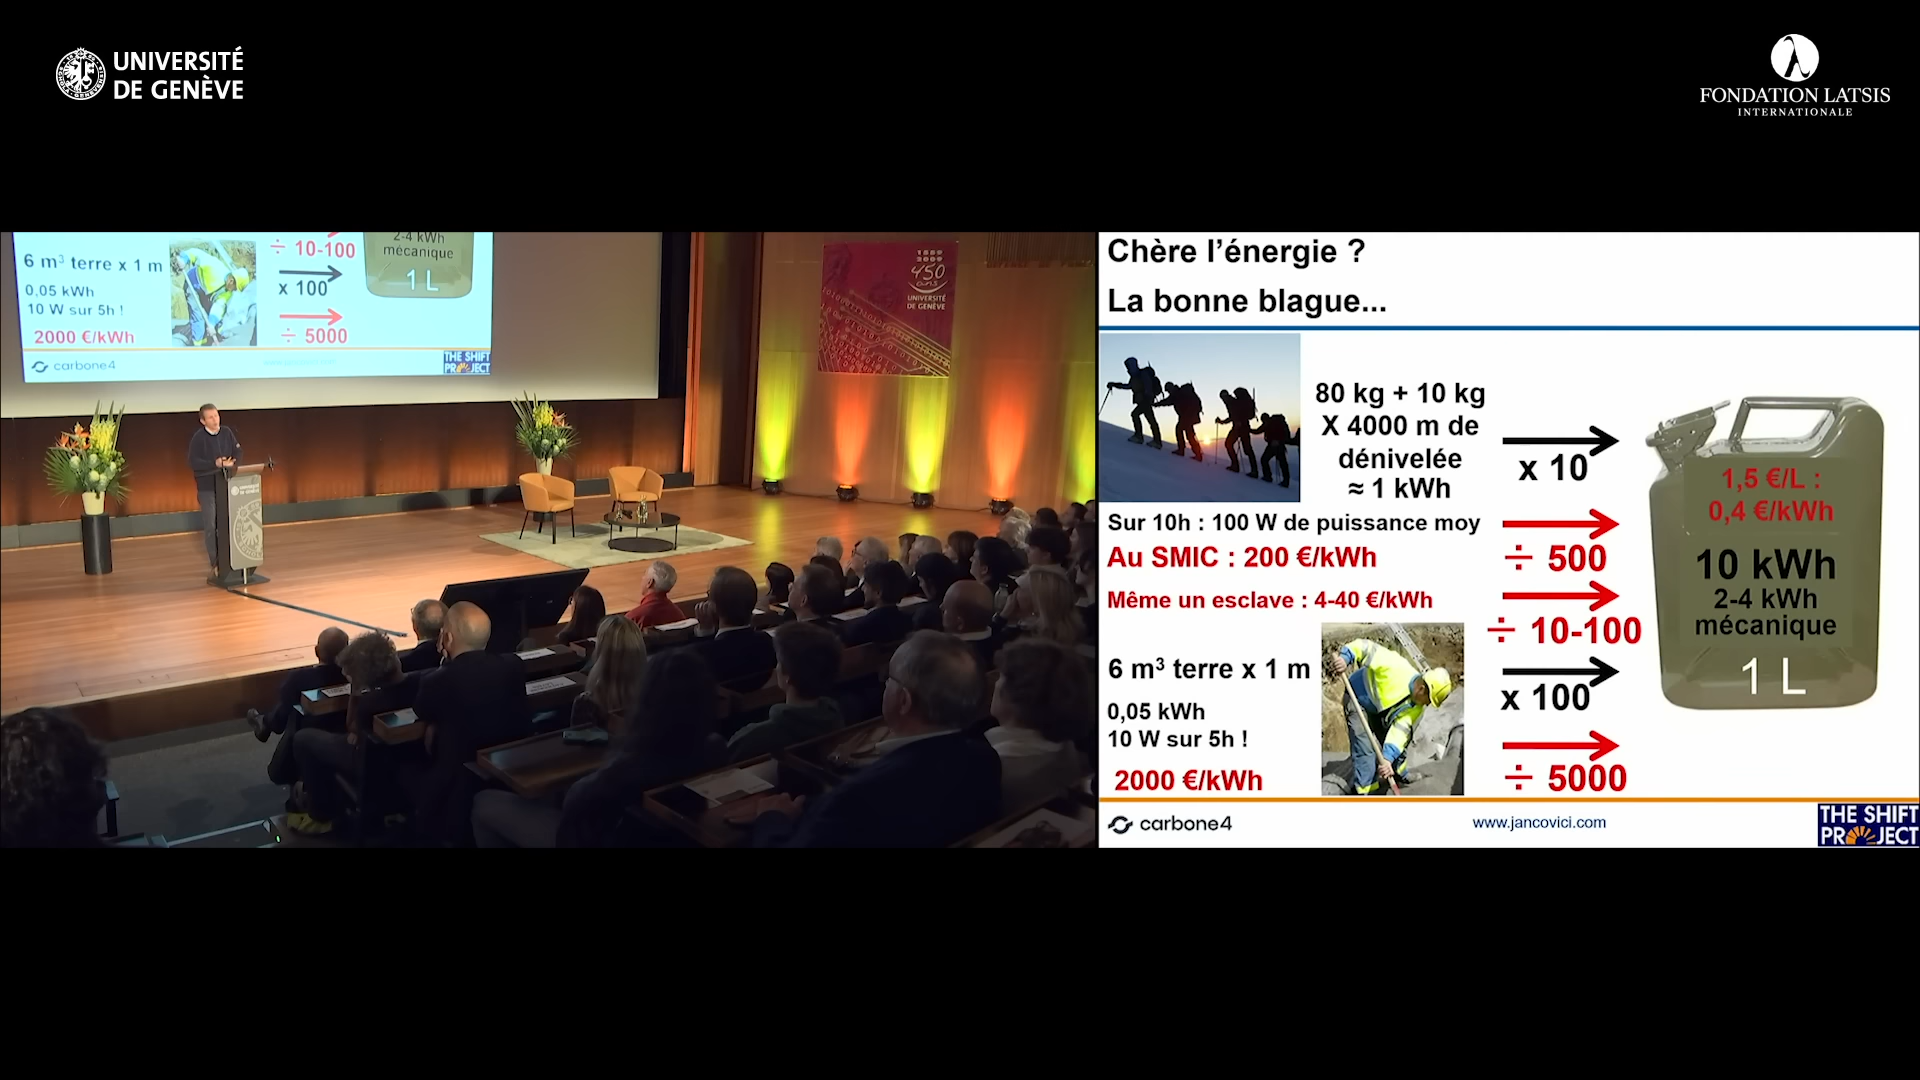 UNIVERSITÉ
DE GENÈVE
FONDATION LATSIS
INTERNATIONALE
6 m³ terre x 1 m
0,05 kWh
10 W sur 5h !
2000 €/kWh
÷ 10-100
x 100
÷ 5000
2-4 kWh
mécanique
1 L
carbone4
THE SHIFT
PROJECT
1559
2009
450
ans
UNIVERSITÉ
DE GENÈVE
Chère l'énergie ?
La bonne blague...
80 kg + 10 kg
X 4000 m de
dénivelée
≈ 1 kWh
x 10
Sur 10h : 100 W de puissance moy
Au SMIC : 200 €/kWh
÷ 500
Même un esclave : 4-40 €/kWh
÷ 10-100
6 m³ terre x 1 m
x 100
0,05 kWh
10 W sur 5h !
2000 €/kWh
÷ 5000
1,5 €/L :
0,4 €/kWh
10 kWh
2-4 kWh
mécanique
1 L
carbone4
www.jancovici.com
THE SHIFT
PROJECT